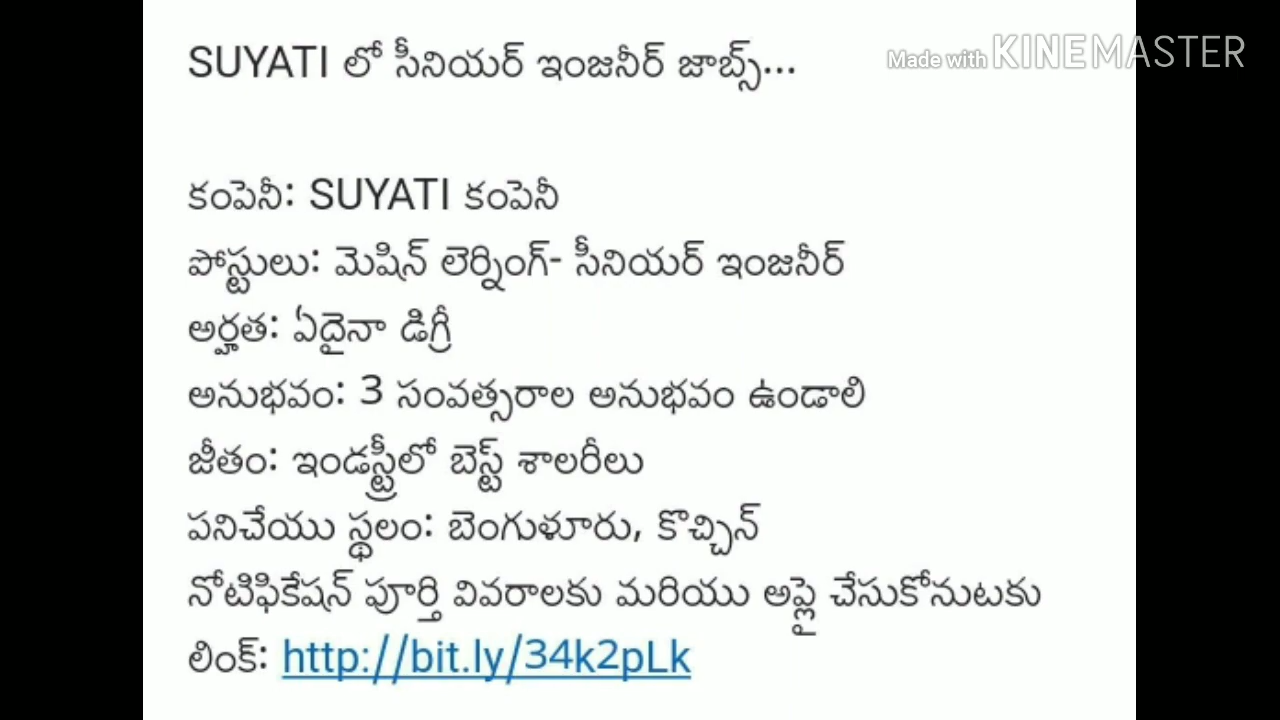 SUYATI లో సీనియర్ ఇంజనీర్ జాబ్స్...
Made with KINEMASTER
కంపెనీ: SUYATI కంపెనీ
పోస్టులు: మెషిన్ లెర్నింగ్- సీనియర్ ఇంజనీర్
అర్హత: ఏదైనా డిగ్రీ
అనుభవం: 3 సంవత్సరాల అనుభవం ఉండాలి
జీతం: ఇండస్ట్రీలో బెస్ట్ శాలరీలు
పనిచేయు స్థలం: బెంగుళూరు, కొచ్చిన్
నోటిఫికేషన్ పూర్తి వివరాలకు మరియు అప్లై చేసుకోనుటకు
లింక్: http://bit.ly/34k2pLk